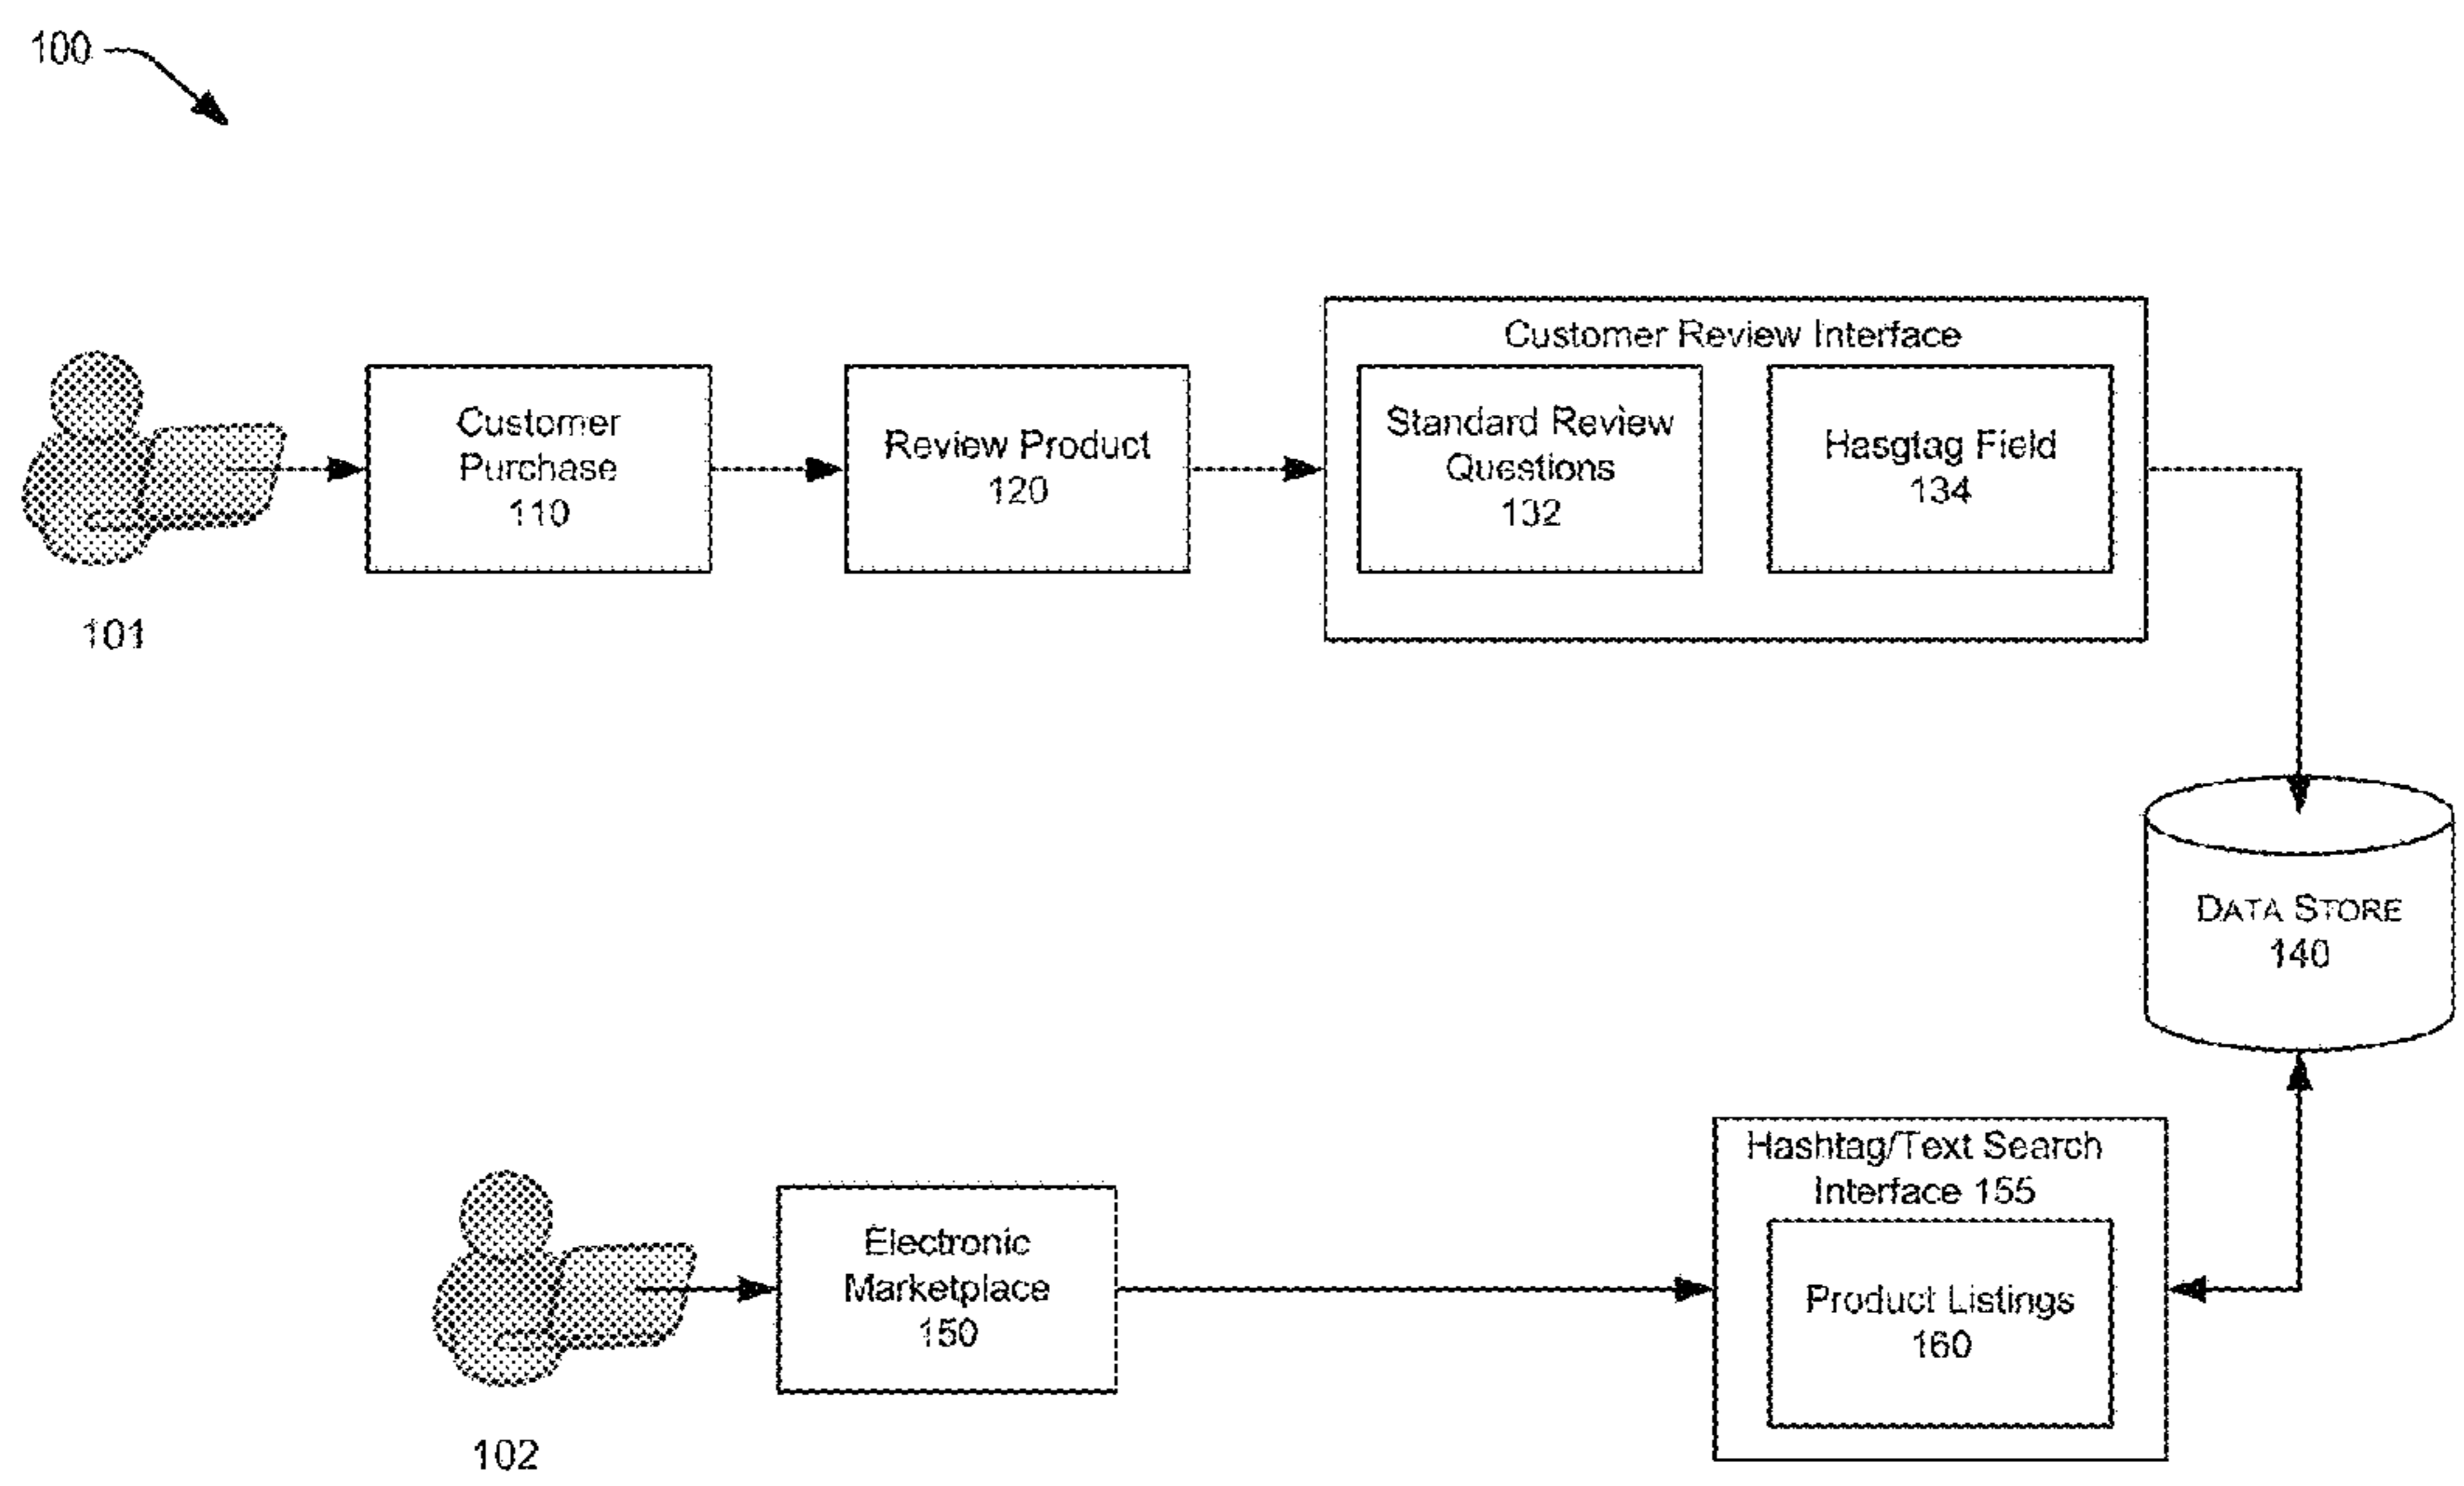 100
Customer Review Interface
Customer
Purchase
110
Review Product
120
Standard Review
Questions
132
Hasgtag Field
134
101
DATA STORE
140
Hashtag/Text Search
Interface 155
Electronic
Marketplace
150
Product Listings
160
102